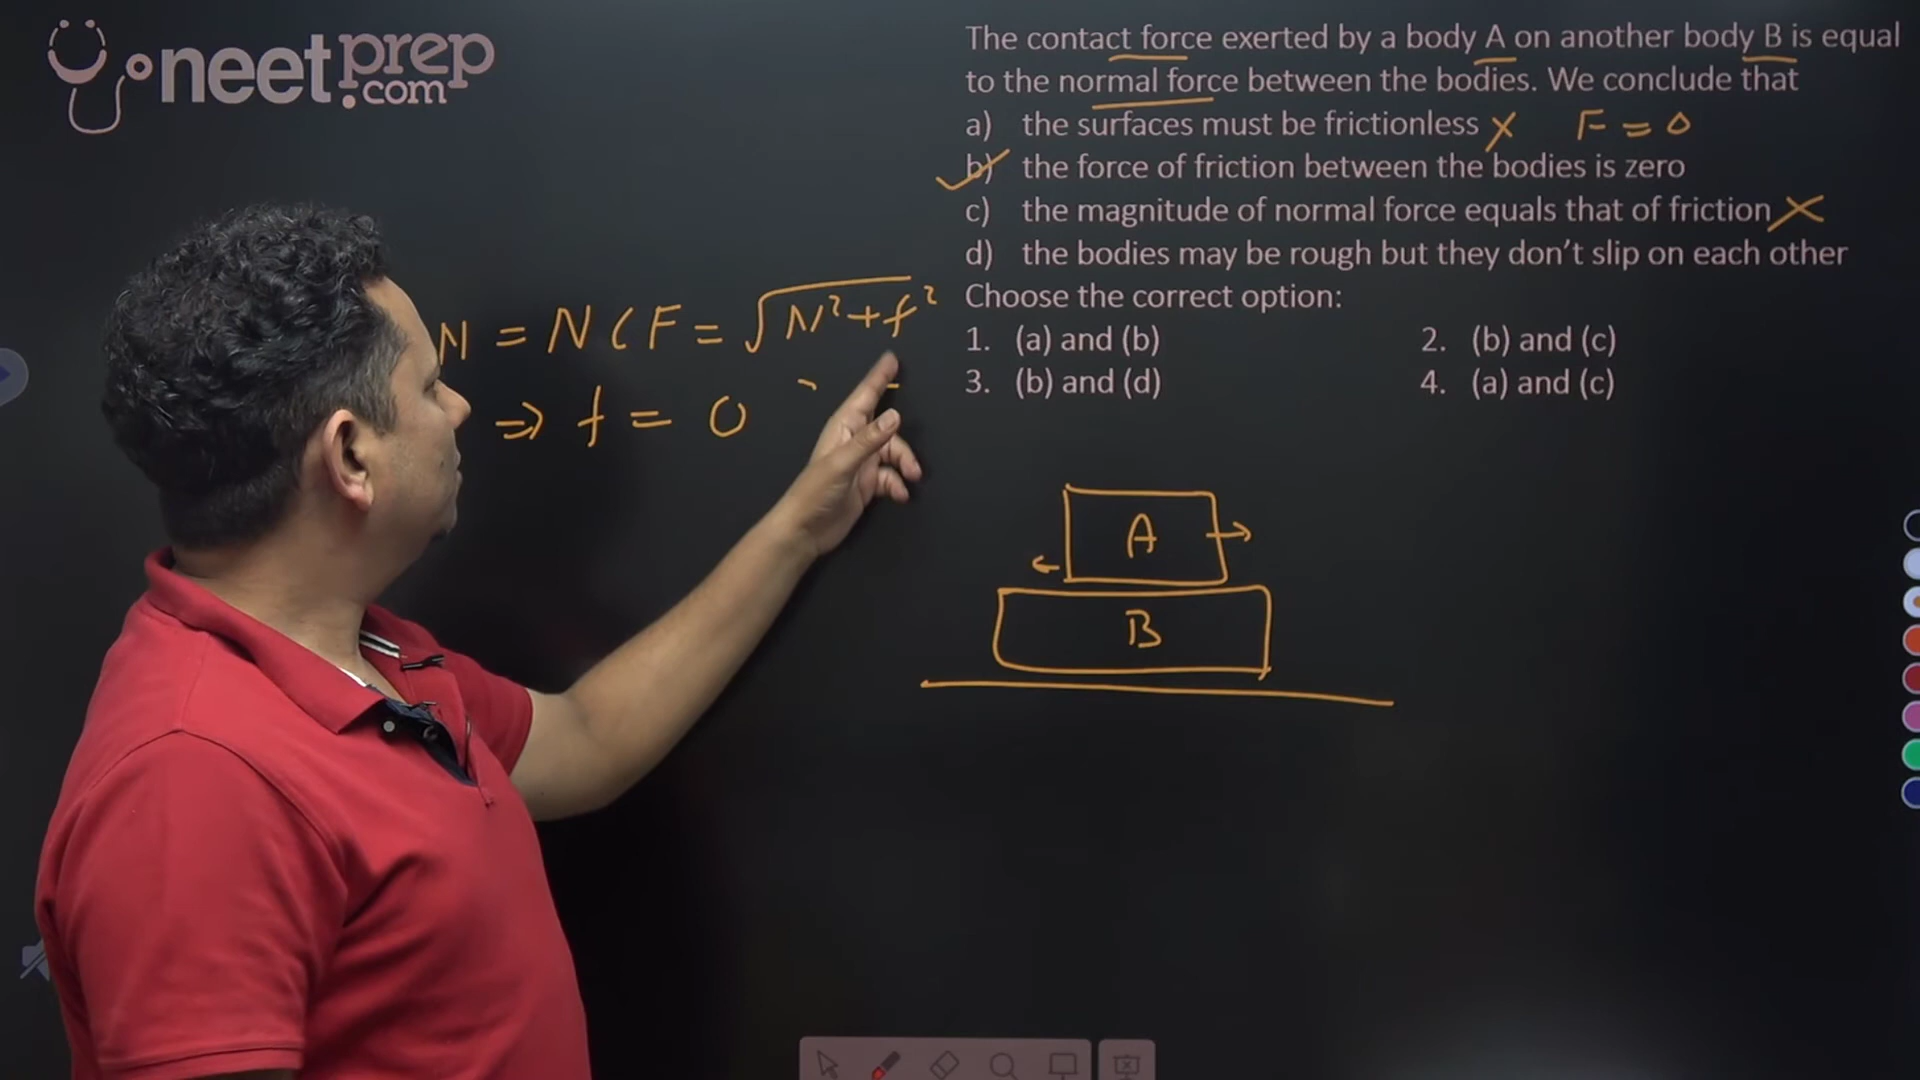 neetprep
.com
The contact force exerted by a body A on another body B is equal
to the normal force between the bodies. We conclude that
a) the surfaces must be frictionless X F = 0
b) the force of friction between the bodies is zero
c) the magnitude of normal force equals that of friction X
d) the bodies may be rough but they don't slip on each other
Choose the correct option:
1. (a) and (b) 2. (b) and (c)
3. (b) and (d) 4. (a) and (c)
N = N CF = √N² + f²
⇒ f = 0
A
B